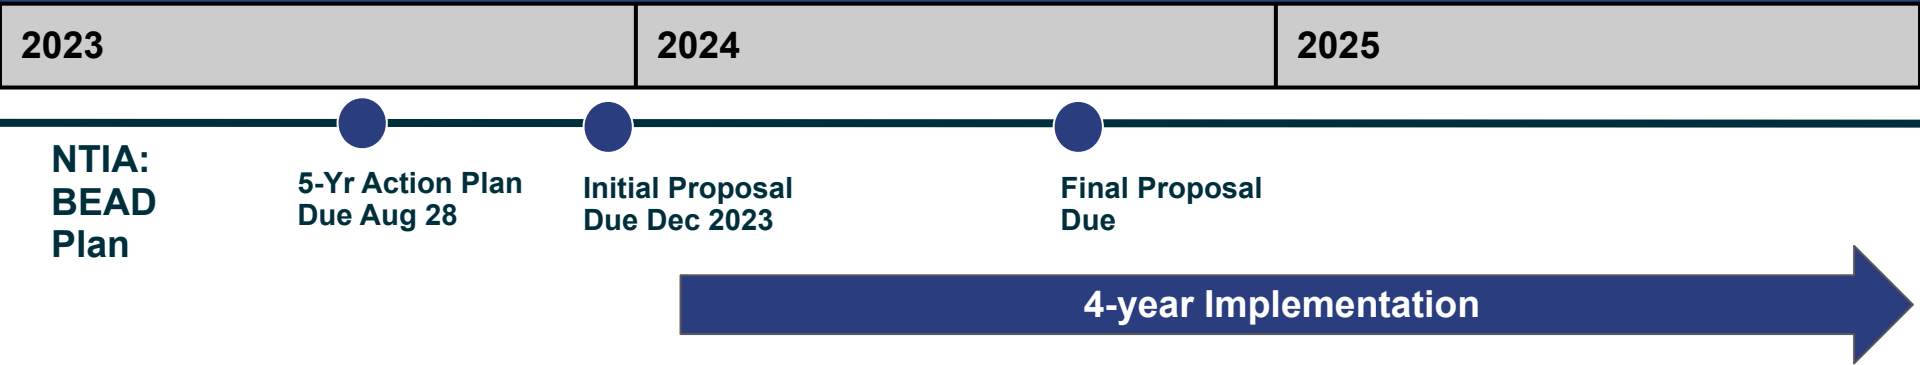 2023
2024
2025
NTIA:
BEAD
Plan
5-Yr Action Plan
Due Aug 28
Initial Proposal
Due Dec 2023
Final Proposal
Due
4-year Implementation